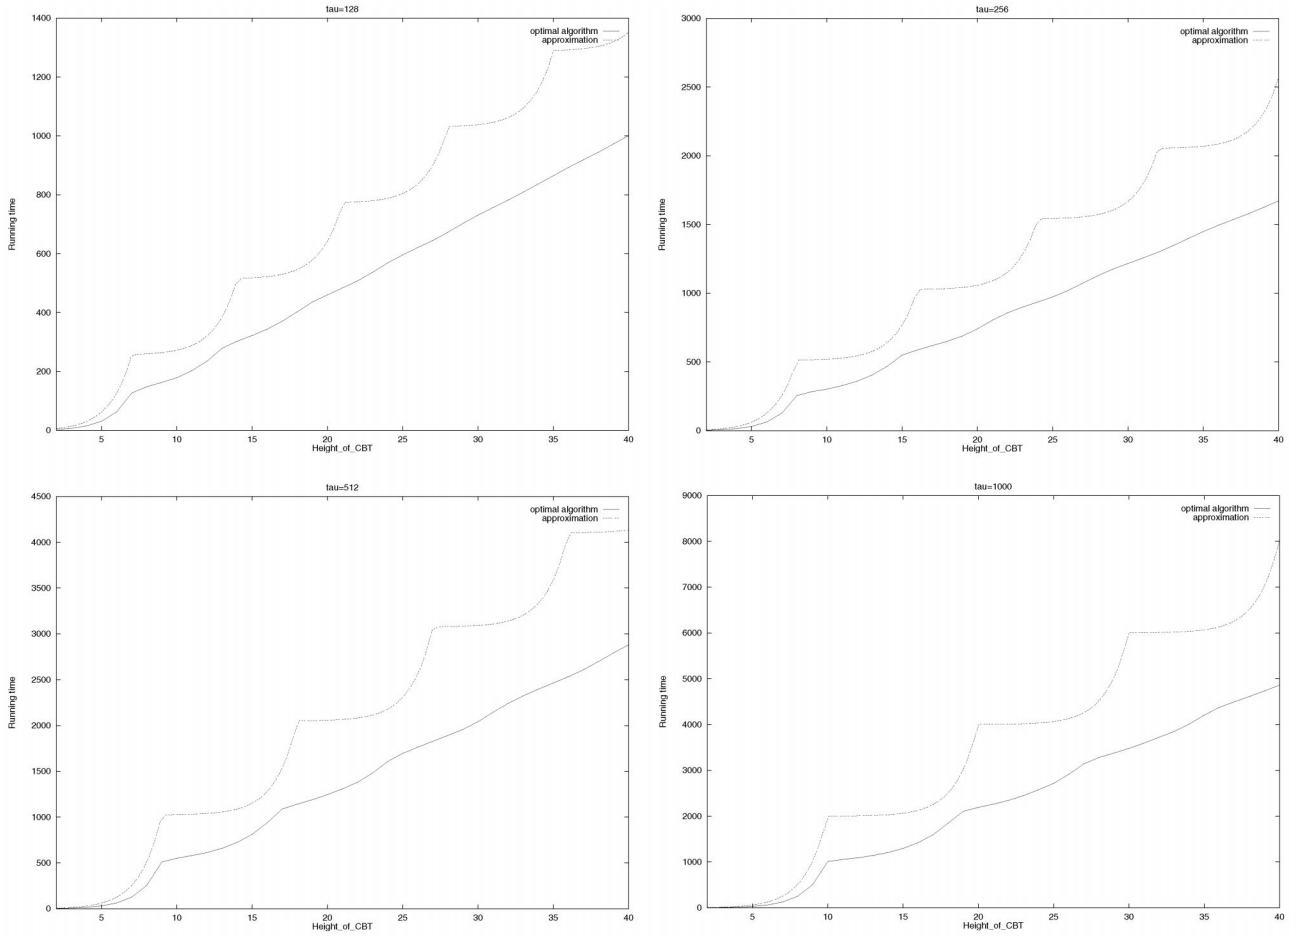 tau=128
1400
1200
1000
800
600
400
200
0
Running time
optimal algorithm
approximation
5 10 15 20 25 30 35 40
Height_of_CBT
tau=256
3000
2500
2000
1500
1000
500
0
Running time
optimal algorithm
approximation
5 10 15 20 25 30 35 40
Height_of_CBT
tau=512
4500
4000
3500
3000
2500
2000
1500
1000
500
0
Running time
optimal algorithm
approximation
5 10 15 20 25 30 35 40
Height_of_CBT
tau=1000
9000
8000
7000
6000
5000
4000
3000
2000
1000
0
Running time
optimal algorithm
approximation
5 10 15 20 25 30 35 40
Height_of_CBT